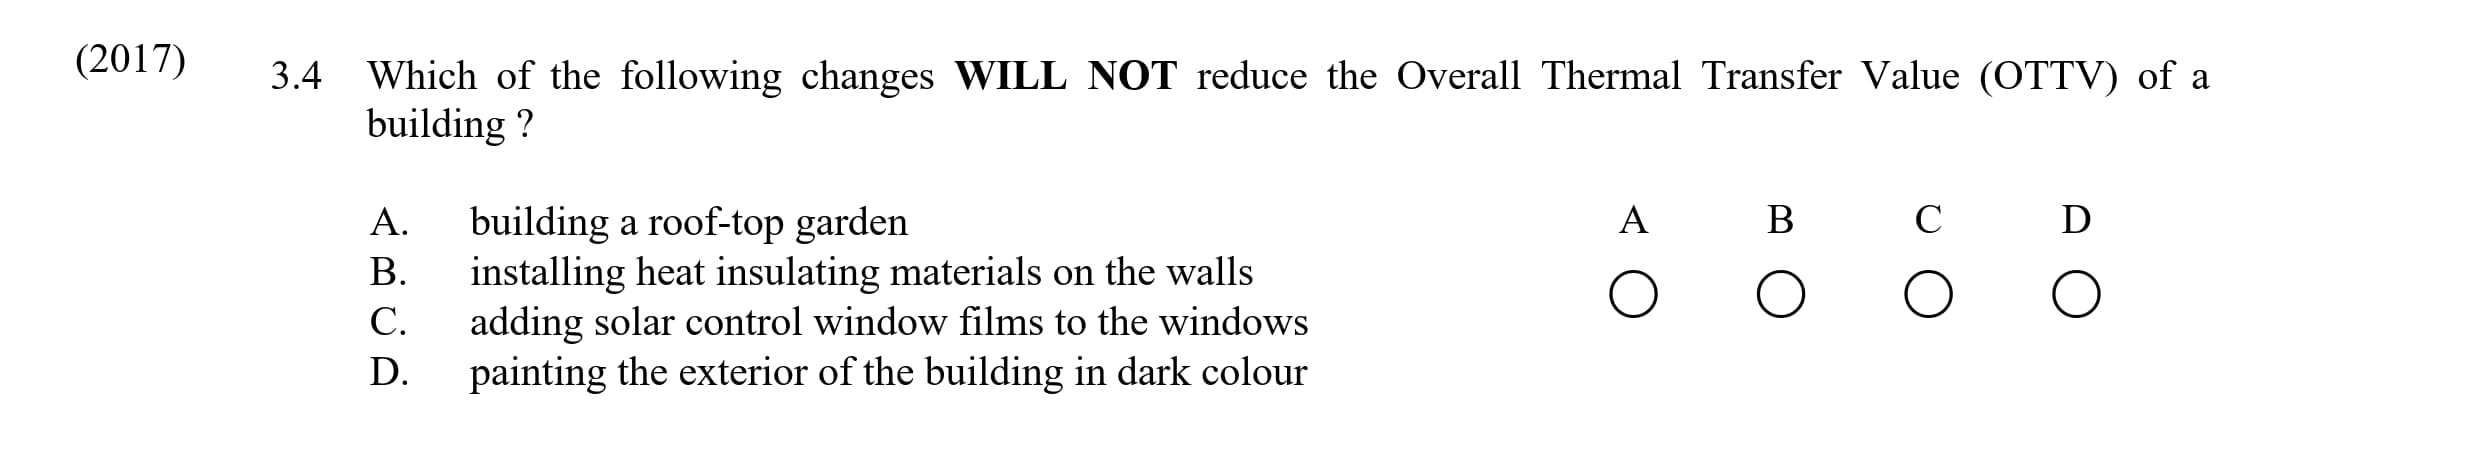 (2017)
3.4 Which of the following changes WILL NOT reduce the Overall Thermal Transfer Value (OTTV) of a
building ?
A. building a roof-top garden
B. installing heat insulating materials on the walls
C. adding solar control window films to the windows
D. painting the exterior of the building in dark colour
A B C D